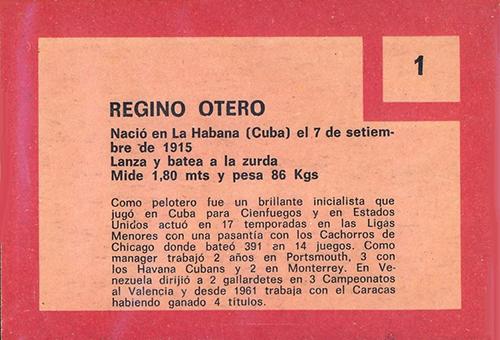 1
REGINO OTERO
Nació en La Habana (Cuba) el 7 de setiem-
bre de 1915
Lanza y batea a la zurda
Mide 1,80 mts y pesa 86 Kgs
Como pelotero fue un brillante inicialista que
jugó en Cuba para Cienfuegos y en Estados
Unidos actuó en 17 temporadas en las Ligas
Menores con una pasantía con los Cachorros de
Chicago donde bateó 391 en 14 juegos. Como
manager trabajó 2 años en Portsmouth, 3 con
los Havana Cubans y 2 en Monterrey. En Ve-
nezuela dirijió a 2 gallardetes en 3 Campeonatos
al Valencia y desde 1961 trabaja con el Caracas
habiendo ganado 4 títulos.